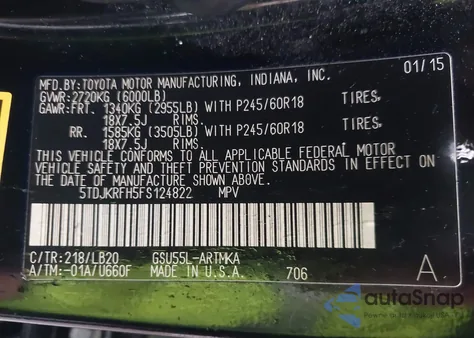 MFD.BY:TOYOTA MOTOR MANUFACTURING, INDIANA, INC. 01/15
GVWR:2720KG (6000LB)
GAWR:FRT. 1340KG (2955LB) WITH P245/60R18 TIRES,
18X7.5J RIMS.
RR. 1585KG (3505LB) WITH P245/60R18 TIRES,
18X7.5J RIMS.
THIS VEHICLE CONFORMS TO ALL APPLICABLE FEDERAL MOTOR
VEHICLE SAFETY AND THEFT PREVENTION STANDARDS IN EFFECT ON
THE DATE OF MANUFACTURE SHOWN ABOVE.
5TDJKRFH5FS124822 MPV
C/TR:218/LB20 GSU55L-ARTMKA
A/TM:-01A/U660F MADE IN U.S.A. 706 A
autoSnap